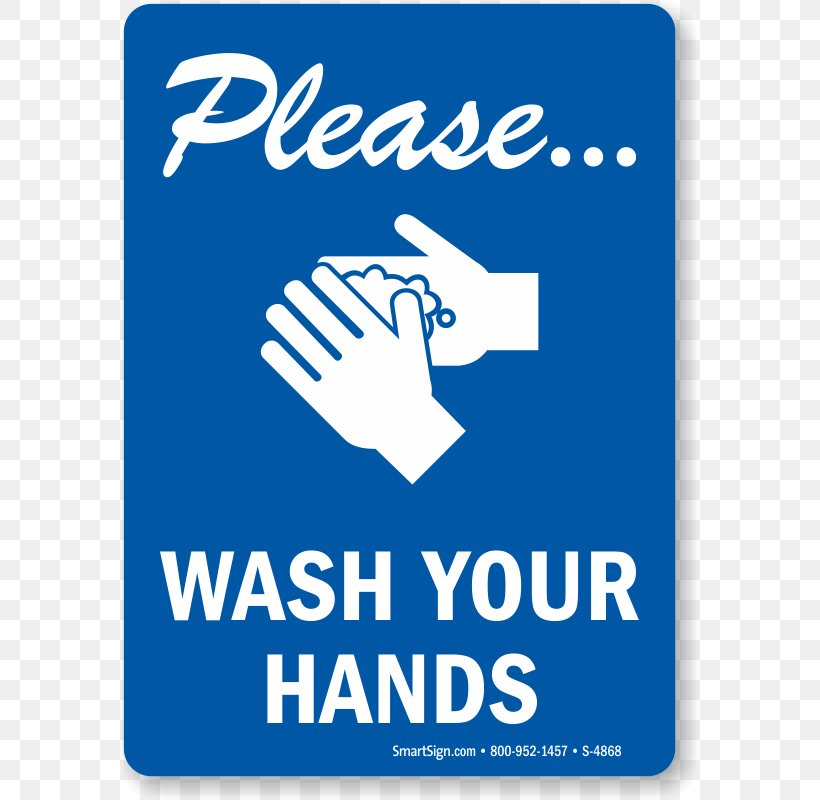 Please...
WASH YOUR
HANDS
SmartSign.com • 800-952-1457 • S-4868